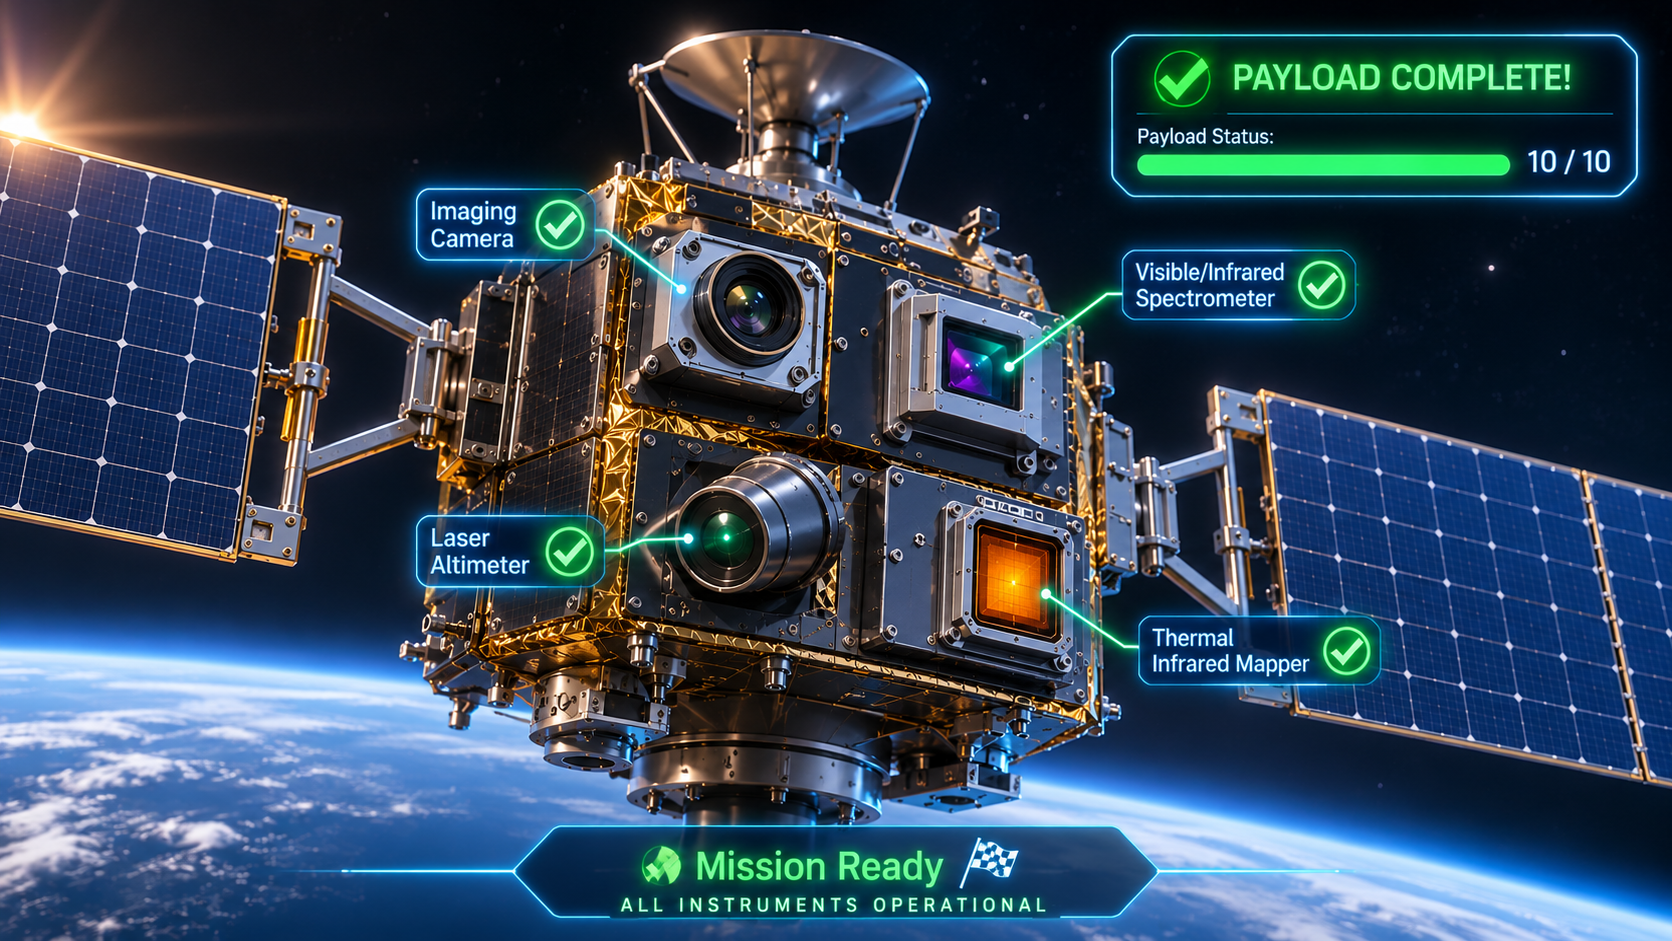 PAYLOAD COMPLETE!
Payload Status:
10 / 10
Imaging
Camera
Visible/Infrared
Spectrometer
Laser
Altimeter
Thermal
Infrared Mapper
Mission Ready
ALL INSTRUMENTS OPERATIONAL